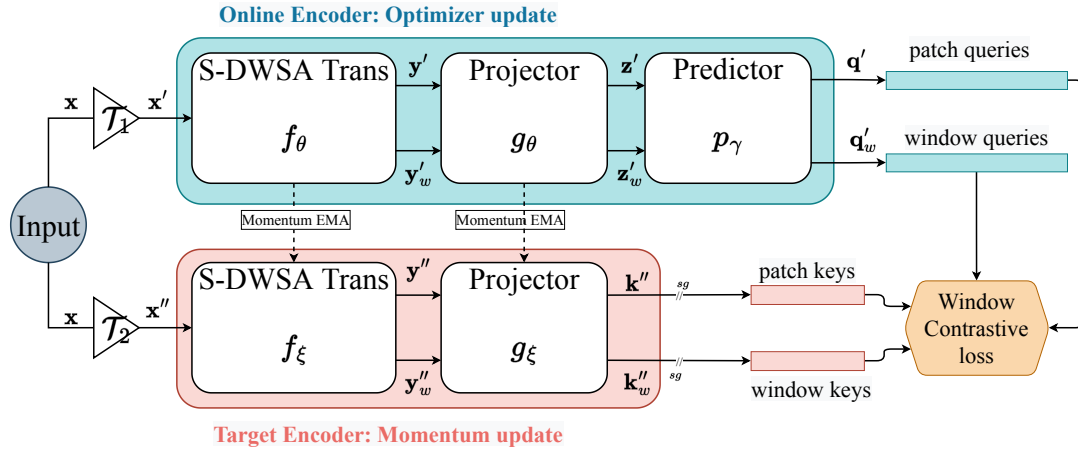 Online Encoder: Optimizer update
patch queries
S-DWSA Trans
y′
Projector
z′
Predictor
q′
x
𝒯₁
x′
f_θ
g_θ
p_γ
window queries
y′_w
z′_w
q′_w
Input
Momentum EMA
Momentum EMA
S-DWSA Trans
y″
Projector
k″
sg
//
patch keys
x
𝒯₂
x″
f_ξ
g_ξ
Window
Contrastive
loss
y″_w
k″_w
//
sg
window keys
Target Encoder: Momentum update